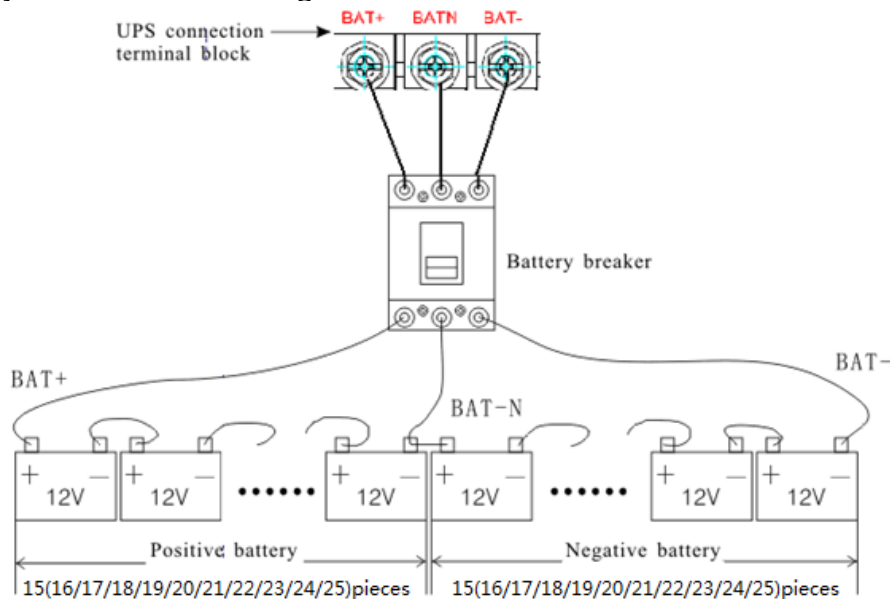 BAT+ BATN BAT-
UPS connection
terminal block
Battery breaker
BAT+
BAT-
BAT-N
+ — + — + — + — + — + —
12V 12V 12V 12V 12V 12V
Positive battery Negative battery
15(16/17/18/19/20/21/22/23/24/25)pieces 15(16/17/18/19/20/21/22/23/24/25)pieces